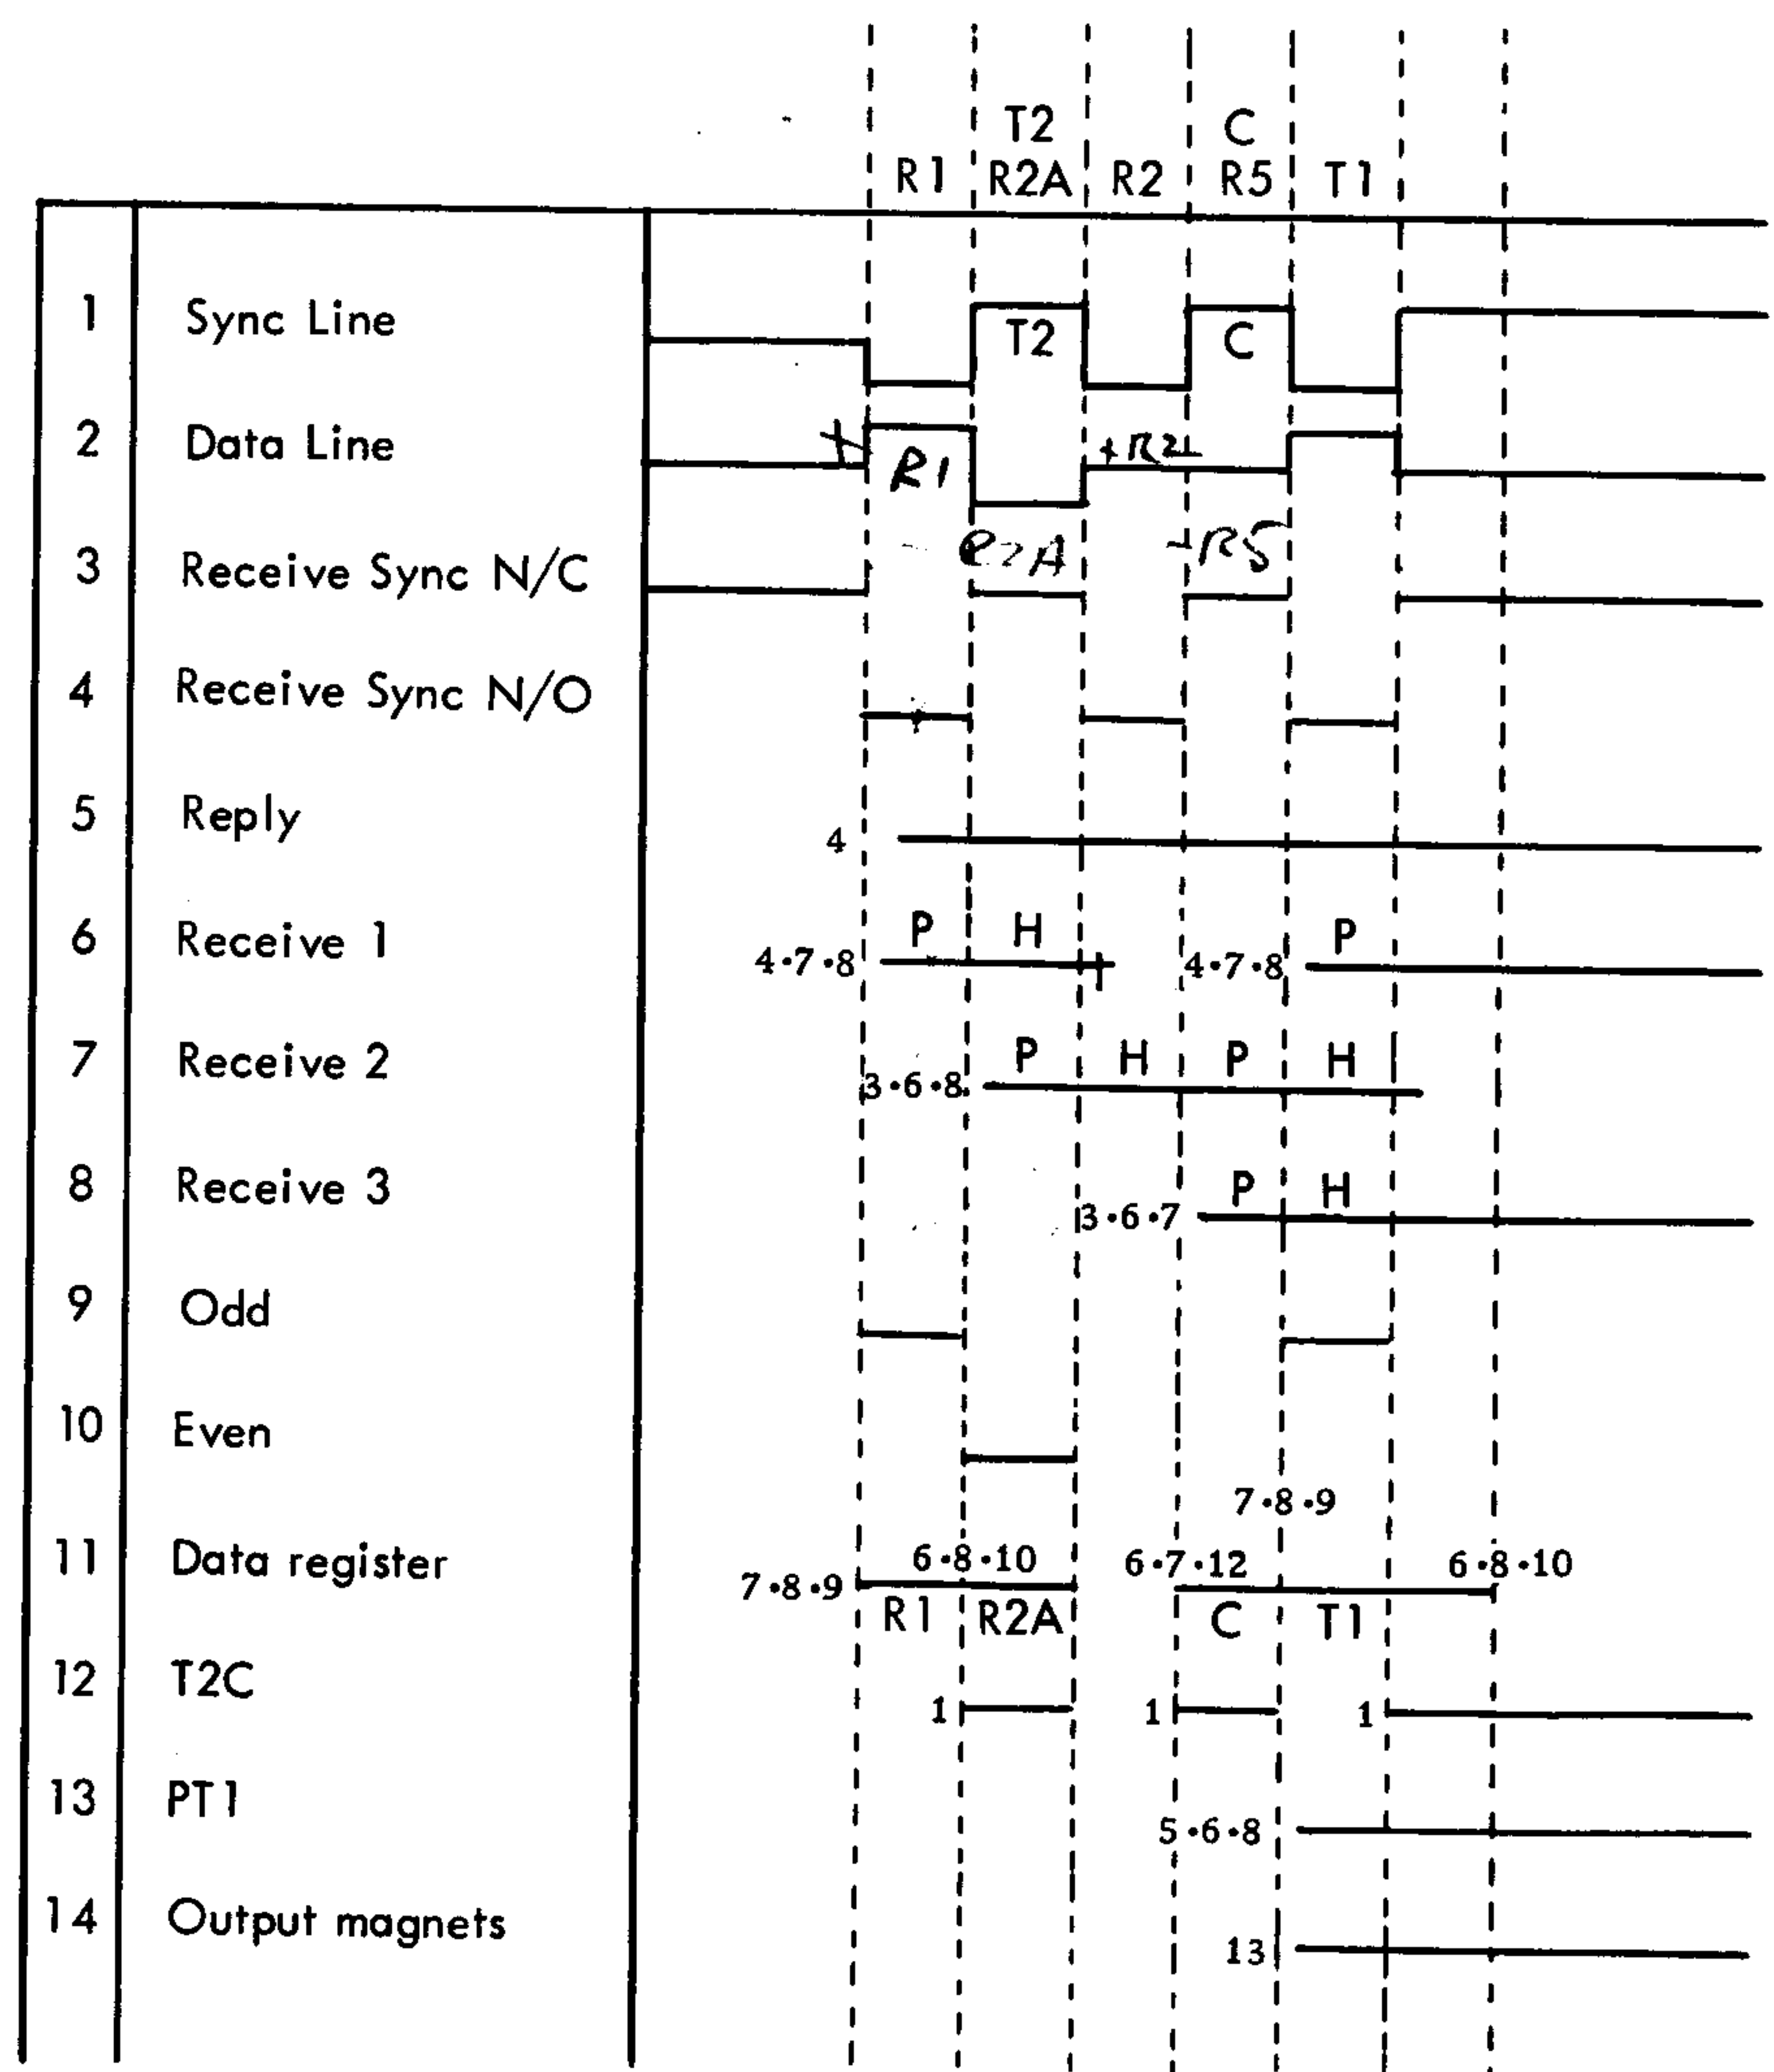 T2 C
R1 R2A R2 R5 T1
1 Sync Line T2 C
2 Data Line R1 +R2
R2A -R5
3 Receive Sync N/C
4 Receive Sync N/O
5 Reply 4
6 Receive 1 4·7·8 P H 4·7·8 P
7 Receive 2 3·6·8 P H P H
8 Receive 3 3·6·7 P H
9 Odd
10 Even
7·8·9
11 Data register 7·8·9 6·8·10 6·7·12 6·8·10
R1 R2A C T1
12 T2C 1 1 1
13 PT1 5·6·8
14 Output magnets 13